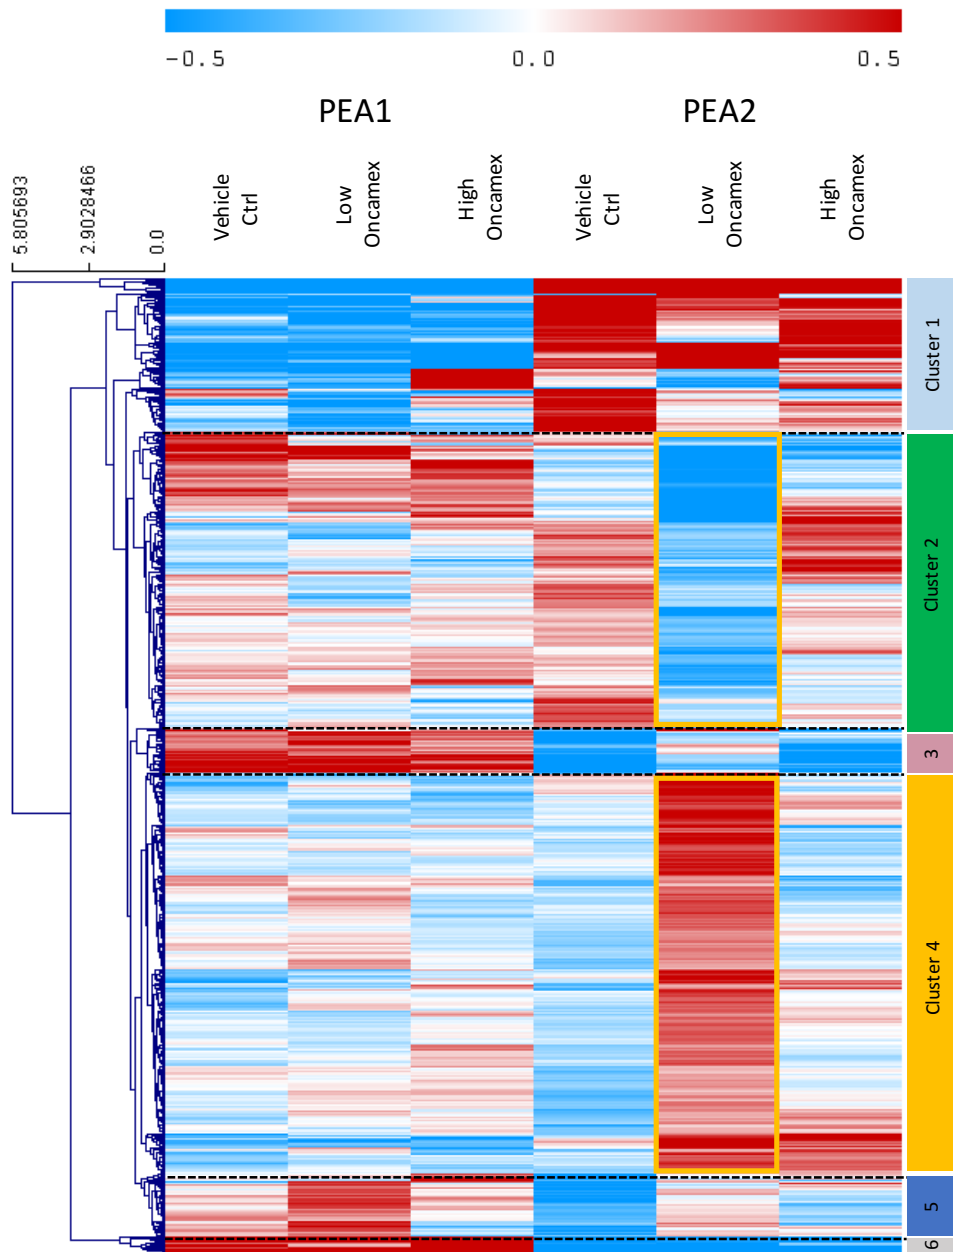 -0.5 0.0 0.5
PEA1 PEA2
5.805693
2.9028466
0.0
Vehicle
Ctrl
Low
Oncamex
High
Oncamex
Vehicle
Ctrl
Low
Oncamex
High
Oncamex
Cluster 1
Cluster 2
3
Cluster 4
5
6